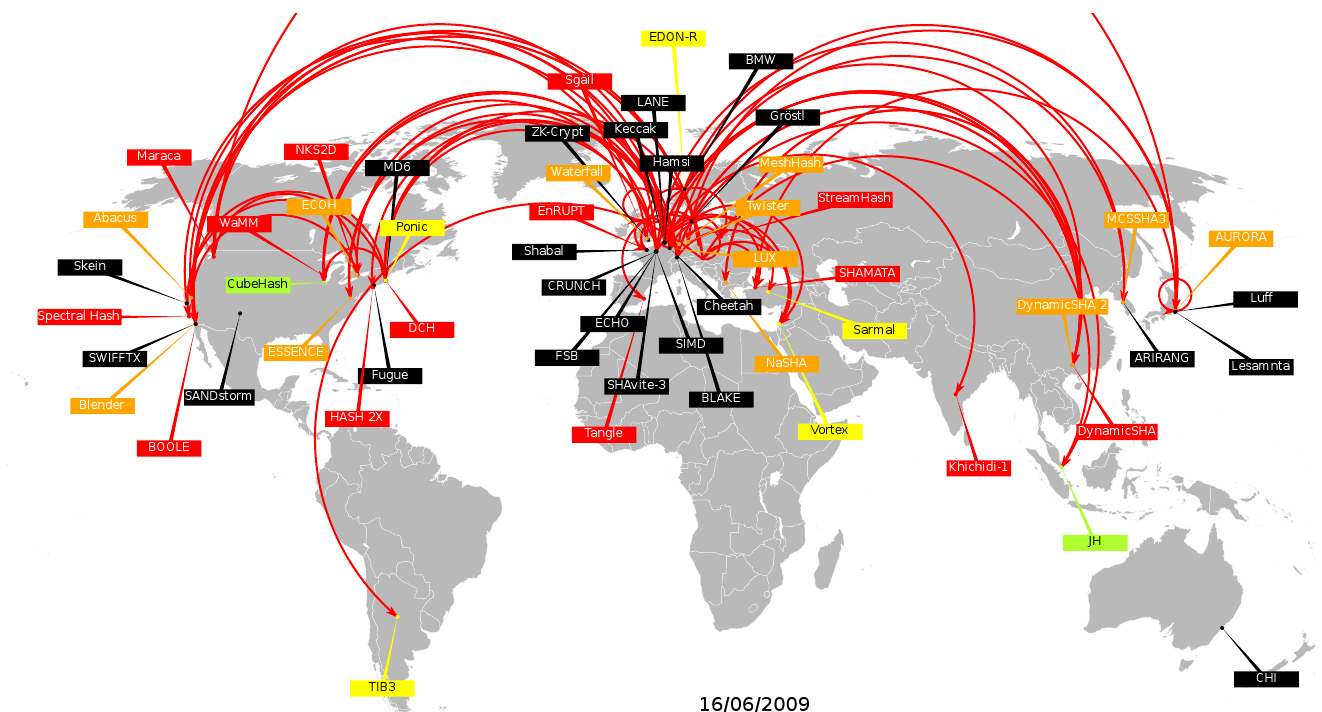 EDON-R
BMW
Sgàil
LANE
Gröstl
Keccak
ZK-Crypt
NKS2D
Maraca
Hamsi
MeshHash
MD6
Waterfall
StreamHash
ECOH
Twister
EnRUPT
Abacus
WaMM
Ponic
MCSSHA3
AURORA
Shabal
LUX
Skein
SHAMATA
CubeHash
CRUNCH
Luff
Cheetah
DynamicSHA 2
Spectral Hash
ECHO
DCH
Sarmal
SIMD
ESSENCE
FSB
SWIFFTX
ARIRANG
NaSHA
Lesamnta
Fugue
SHAvite-3
SANDstorm
BLAKE
Blender
HASH 2X
Tangle
Vortex
DynamicSHA
BOOLE
Khichidi-1
JH
CHI
TIB3
16/06/2009